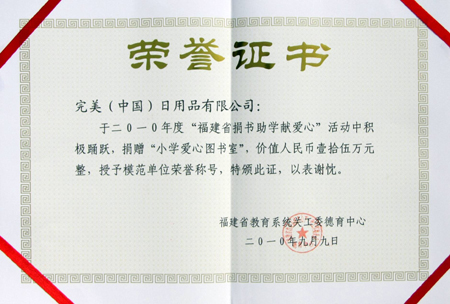 荣誉证书
完美（中国）日用品有限公司：
于二〇一〇年度“福建省捐书助学献爱心”活动中积
极踊跃，捐赠“小学爱心图书室”，价值人民币壹拾伍万元
整，授予模范单位荣誉称号，特颁此证，以表谢忱。
福建省教育系统关工委德育中心
二〇一〇年九月九日